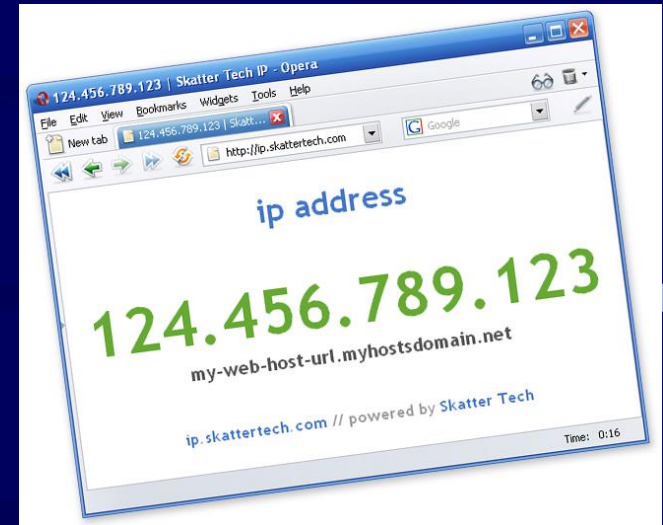 124.456.789.123 | Skatter Tech IP - Opera
File Edit View Bookmarks Widgets Tools Help
New tab 124.456.789.123 | Skatt...
http://ip.skattertech.com Google
ip address
124.456.789.123
my-web-host-url.myhostsdomain.net
ip.skattertech.com // powered by Skatter Tech
Time: 0:16